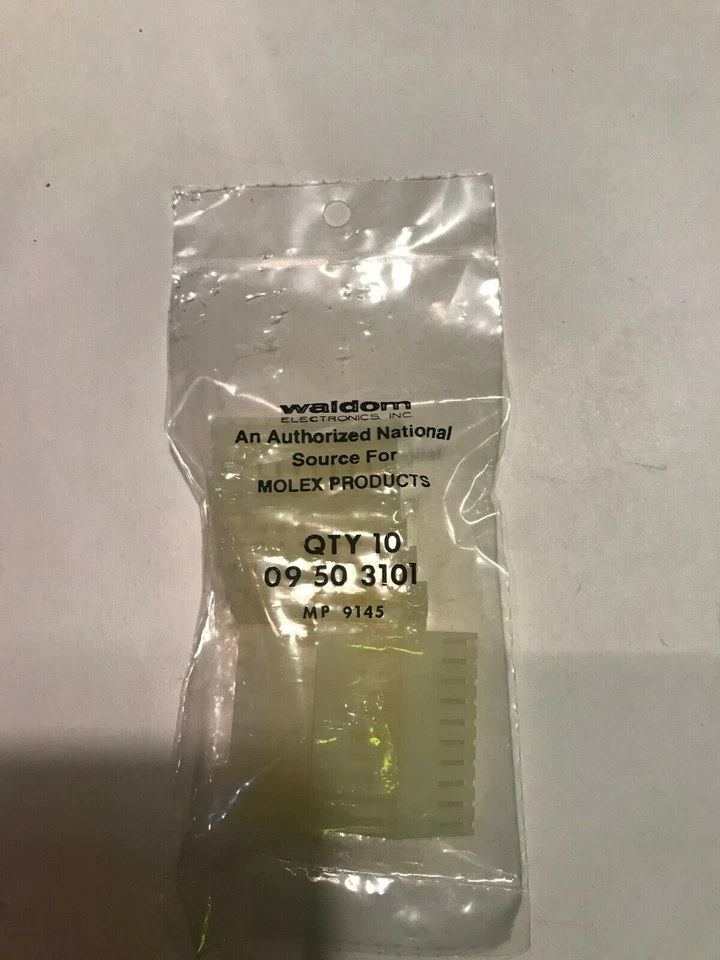 waldom
ELECTRONICS, INC
An Authorized National
Source For
MOLEX PRODUCTS
QTY 10
09 50 3101
MP 9145